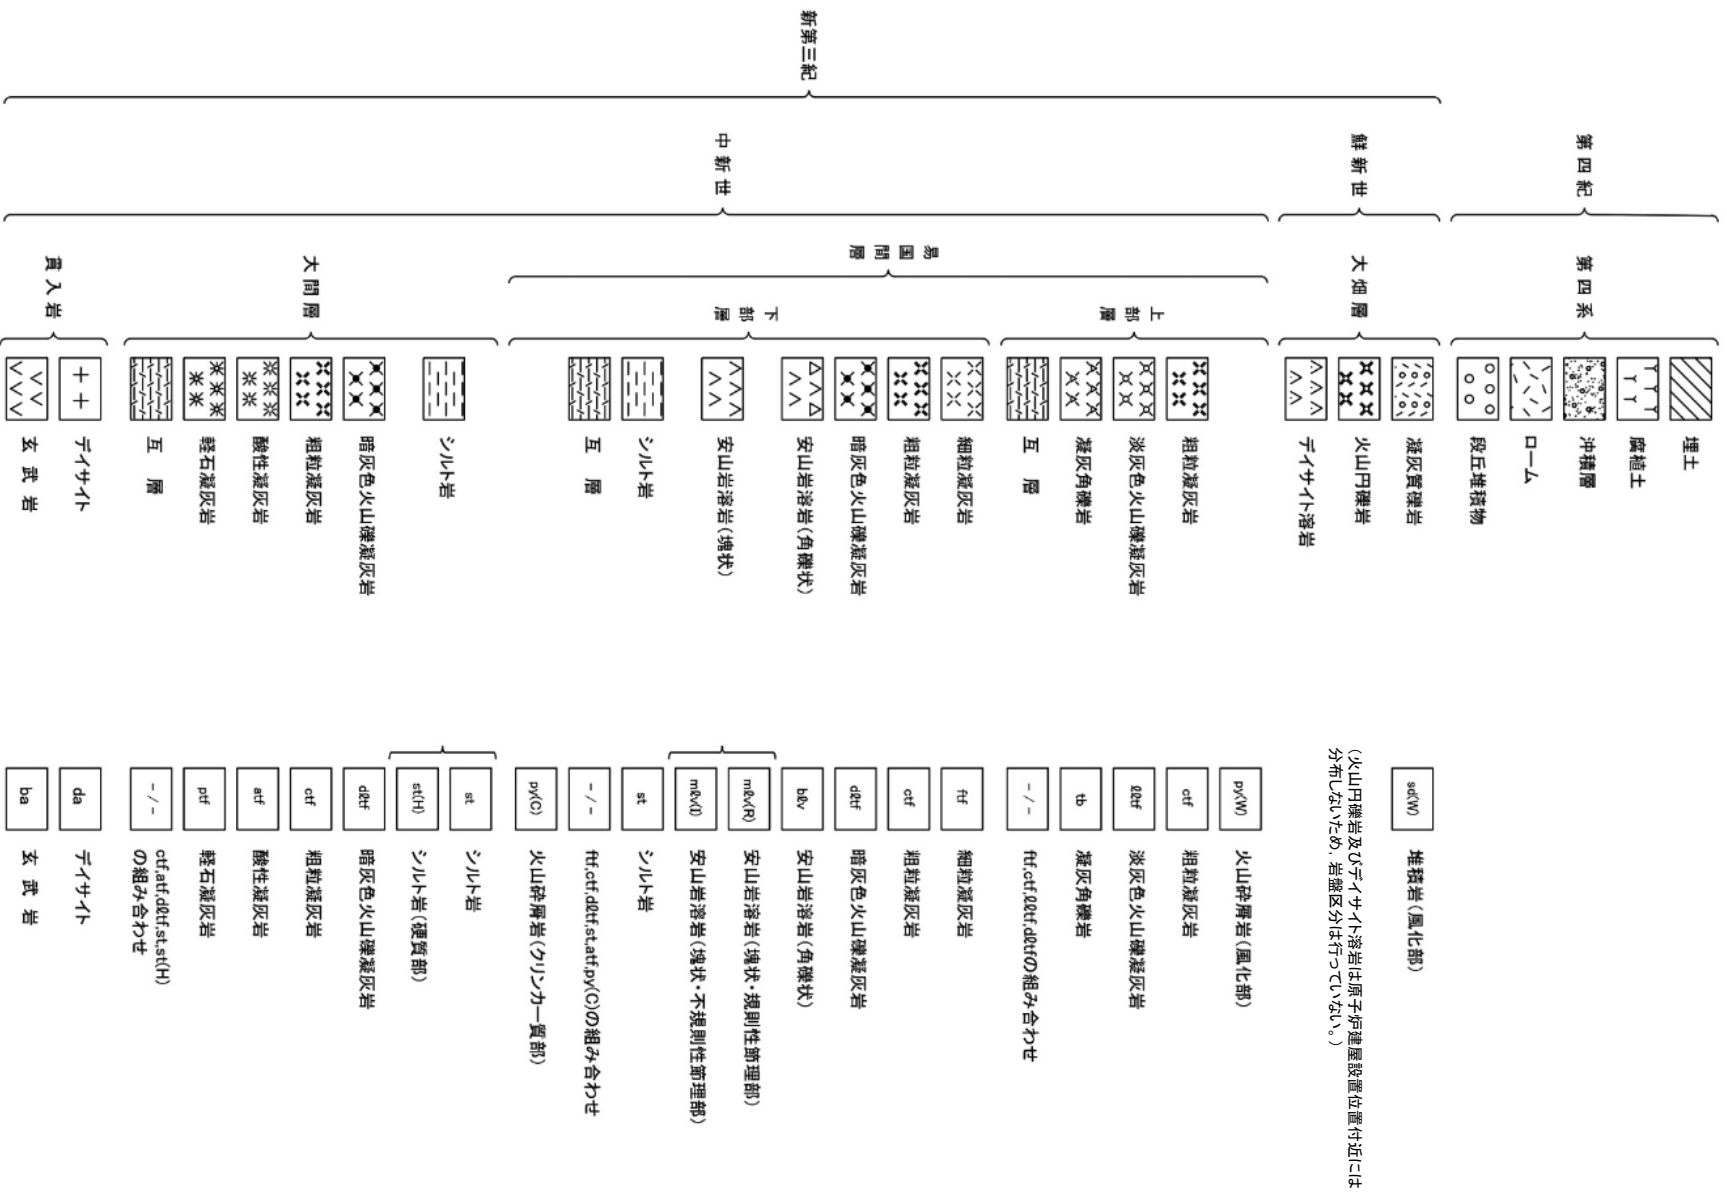 新第三紀
第四紀
鮮新世
中新世
第四系
大畑層
易国間層
上部層
下部層
大間層
貫入岩
埋土
腐植土
沖積層
ローム
段丘堆積物
凝灰質礫岩
火山円礫岩
デイサイト溶岩
粗粒凝灰岩
淡灰色火山礫凝灰岩
凝灰角礫岩
互層
細粒凝灰岩
粗粒凝灰岩
暗灰色火山礫凝灰岩
安山岩溶岩(角礫状)
安山岩溶岩(塊状)
シルト岩
互層
シルト岩
暗灰色火山礫凝灰岩
粗粒凝灰岩
酸性凝灰岩
軽石凝灰岩
互層
デイサイト
玄武岩
sd(W) 堆積岩(風化部)
(火山円礫岩及びデイサイト溶岩は原子炉建屋設置位置付近には
分布しないため,岩盤区分は行っていない。)
py(W) 火山砕屑岩(風化部)
ctf 粗粒凝灰岩
ℓℓtf 淡灰色火山礫凝灰岩
tb 凝灰角礫岩
-/- ftf,ctf,ℓℓtf,dℓtfの組み合わせ
ftf 細粒凝灰岩
ctf 粗粒凝灰岩
dℓtf 暗灰色火山礫凝灰岩
bℓv 安山岩溶岩(角礫状)
mℓv(R) 安山岩溶岩(塊状・規則性節理部)
mℓv(I) 安山岩溶岩(塊状・不規則性節理部)
st シルト岩
-/- ftf,ctf,dℓtf,st,atf,py(C)の組み合わせ
py(C) 火山砕屑岩(クリンカー質部)
st シルト岩
st(H) シルト岩(硬質部)
dℓtf 暗灰色火山礫凝灰岩
ctf 粗粒凝灰岩
atf 酸性凝灰岩
ptf 軽石凝灰岩
-/- ctf,atf,dℓtf,st,st(H)
の組み合わせ
da デイサイト
ba 玄武岩